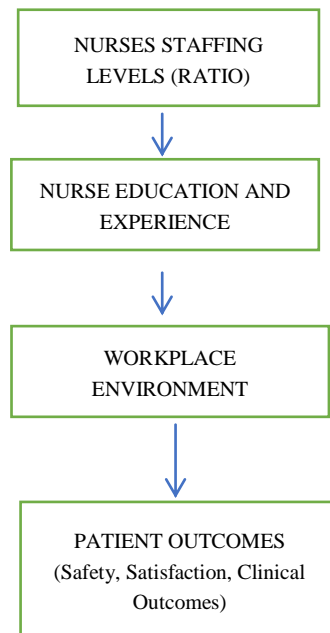 NURSES STAFFING
LEVELS (RATIO)
NURSE EDUCATION AND
EXPERIENCE
WORKPLACE
ENVIRONMENT
PATIENT OUTCOMES
(Safety, Satisfaction, Clinical
Outcomes)